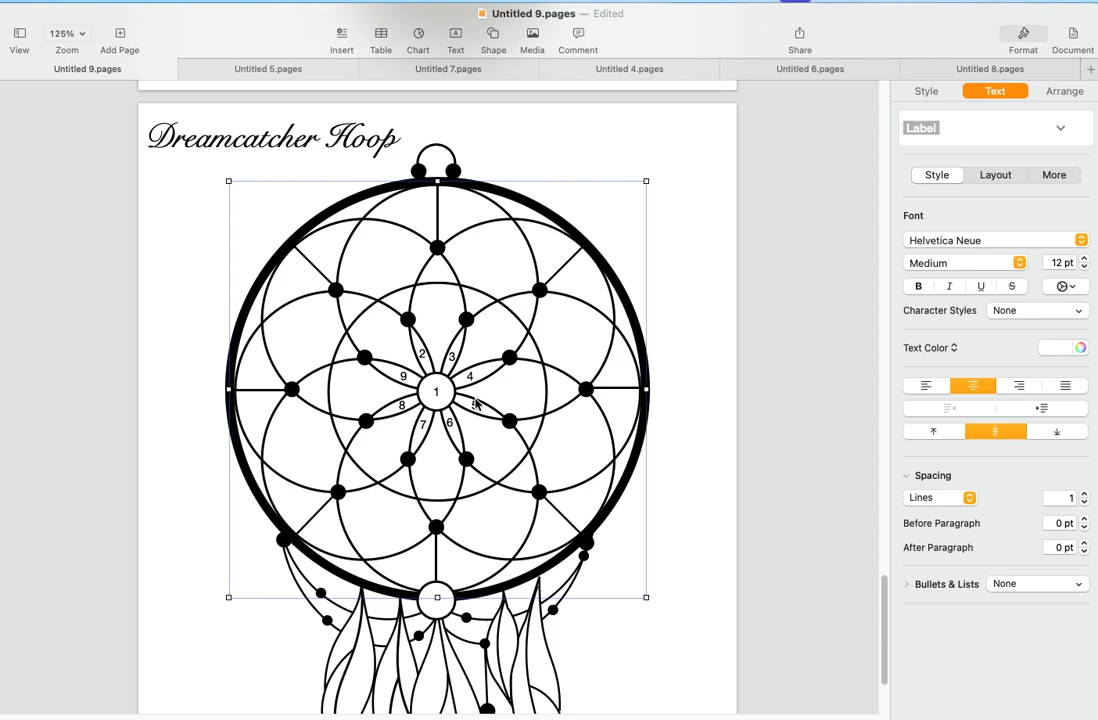 Untitled 9.pages — Edited
View
125%
Zoom
Add Page
Insert
Table
Chart
Text
Shape
Media
Comment
Share
Format
Document
Untitled 9.pages
Untitled 5.pages
Untitled 7.pages
Untitled 4.pages
Untitled 6.pages
Untitled 8.pages
Style
Text
Arrange
Label
Style
Layout
More
Font
Helvetica Neue
Medium
12 pt
B I U S
Character Styles
None
Text Color
Spacing
Lines
1
Before Paragraph
0 pt
After Paragraph
0 pt
Bullets & Lists
None
Dreamcatcher Hoop
2 3
9 4
1
8
7 6